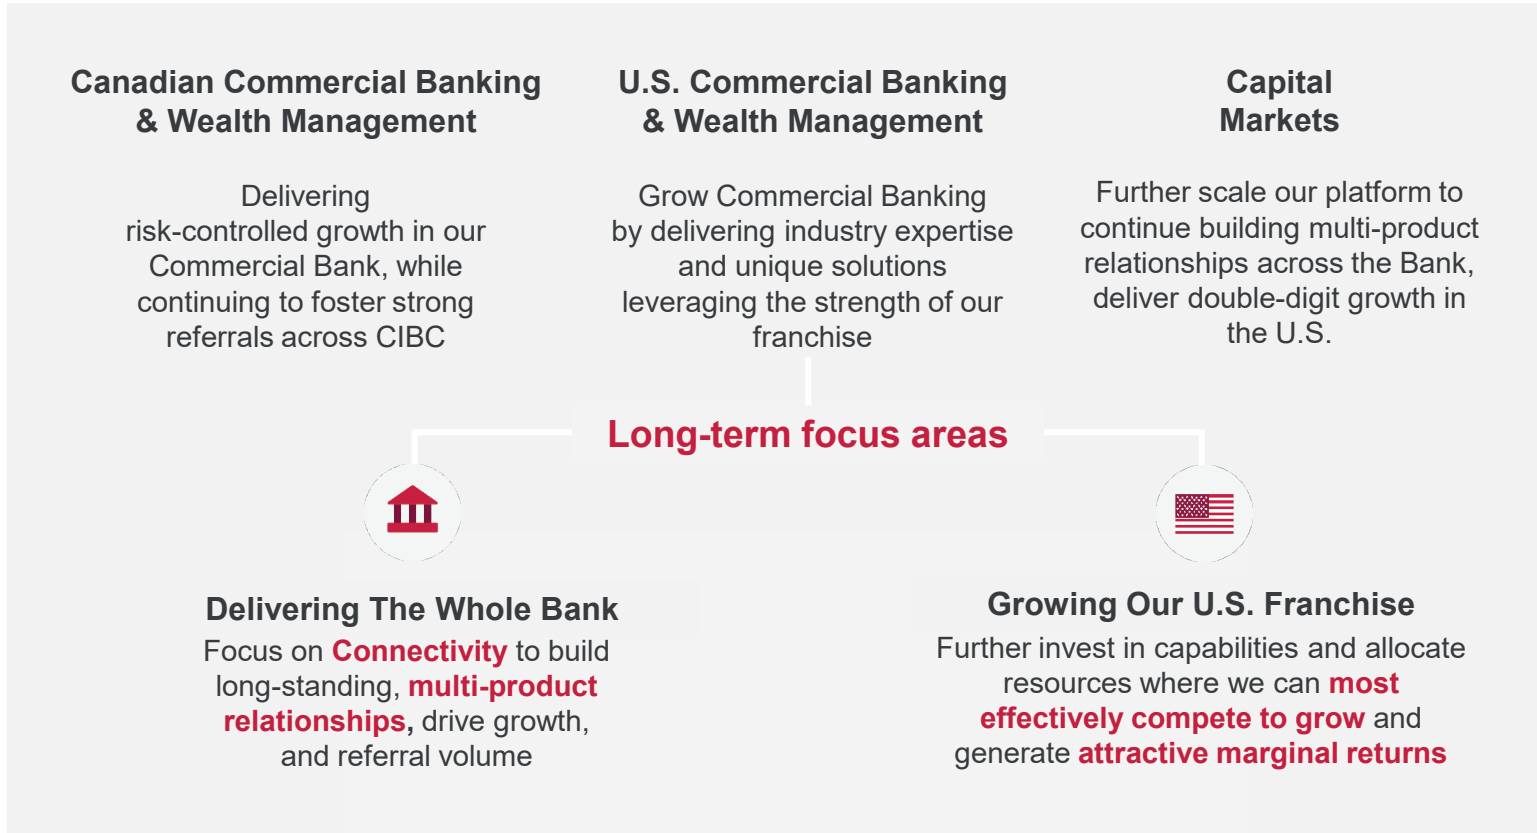 Canadian Commercial Banking
& Wealth Management
Delivering
risk-controlled growth in our
Commercial Bank, while
continuing to foster strong
referrals across CIBC
U.S. Commercial Banking
& Wealth Management
Grow Commercial Banking
by delivering industry expertise
and unique solutions
leveraging the strength of our
franchise
Capital
Markets
Further scale our platform to
continue building multi-product
relationships across the Bank,
deliver double-digit growth in
the U.S.
Long-term focus areas
Delivering The Whole Bank
Focus on Connectivity to build
long-standing, multi-product
relationships, drive growth,
and referral volume
Growing Our U.S. Franchise
Further invest in capabilities and allocate
resources where we can most
effectively compete to grow and
generate attractive marginal returns